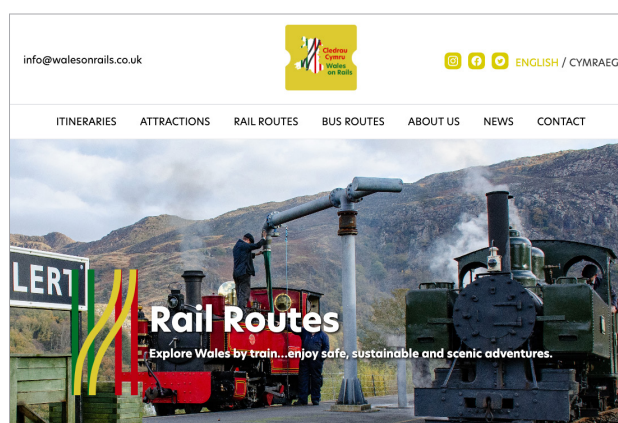 info@walesonrails.co.uk
Cledrau
Cymru
Wales
on Rails
ENGLISH / CYMRAEG
ITINERARIES ATTRACTIONS RAIL ROUTES BUS ROUTES ABOUT US NEWS CONTACT
LERT
Rail Routes
Explore Wales by train...enjoy safe, sustainable and scenic adventures.